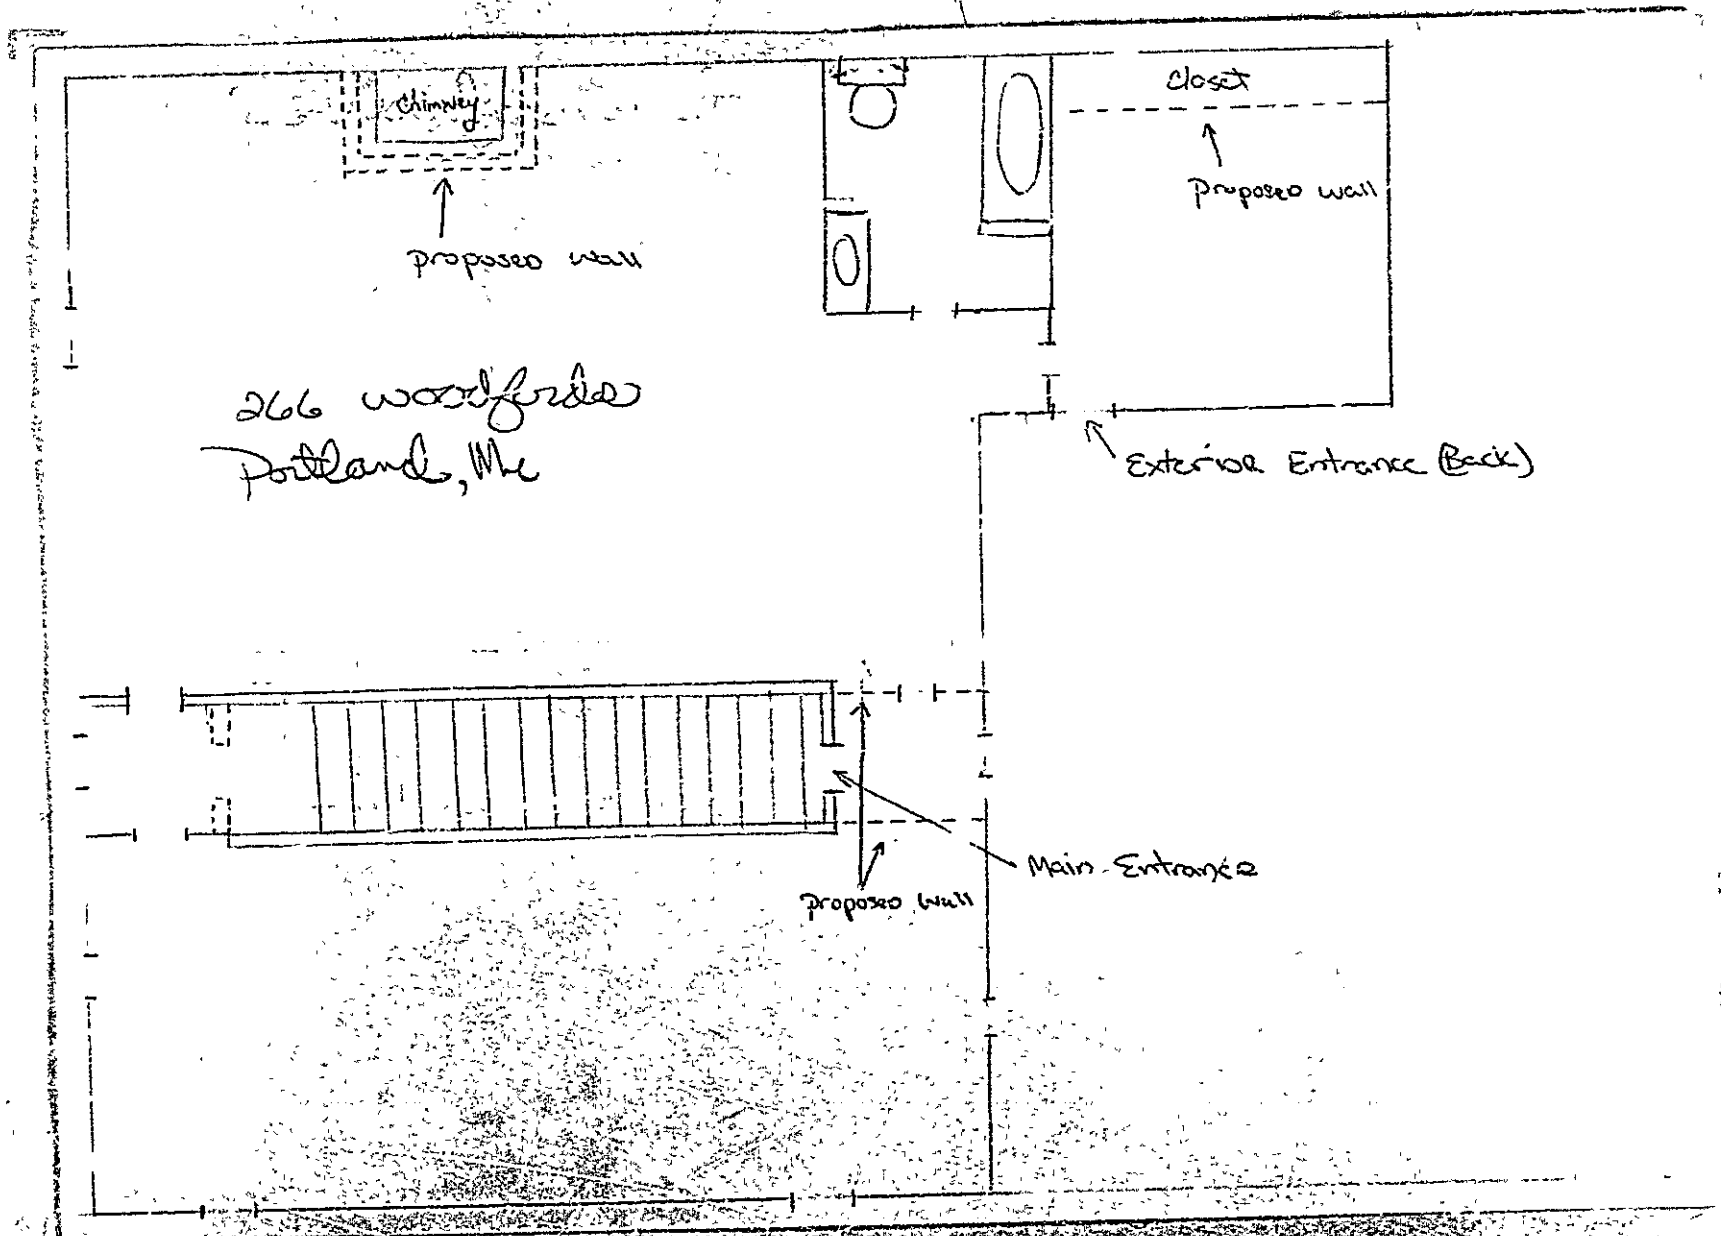 closet
chimney
proposed wall
proposed wall
266 woodfords
Portland, Me
Exterior Entrance (Back)
Main Entrance
proposed wall